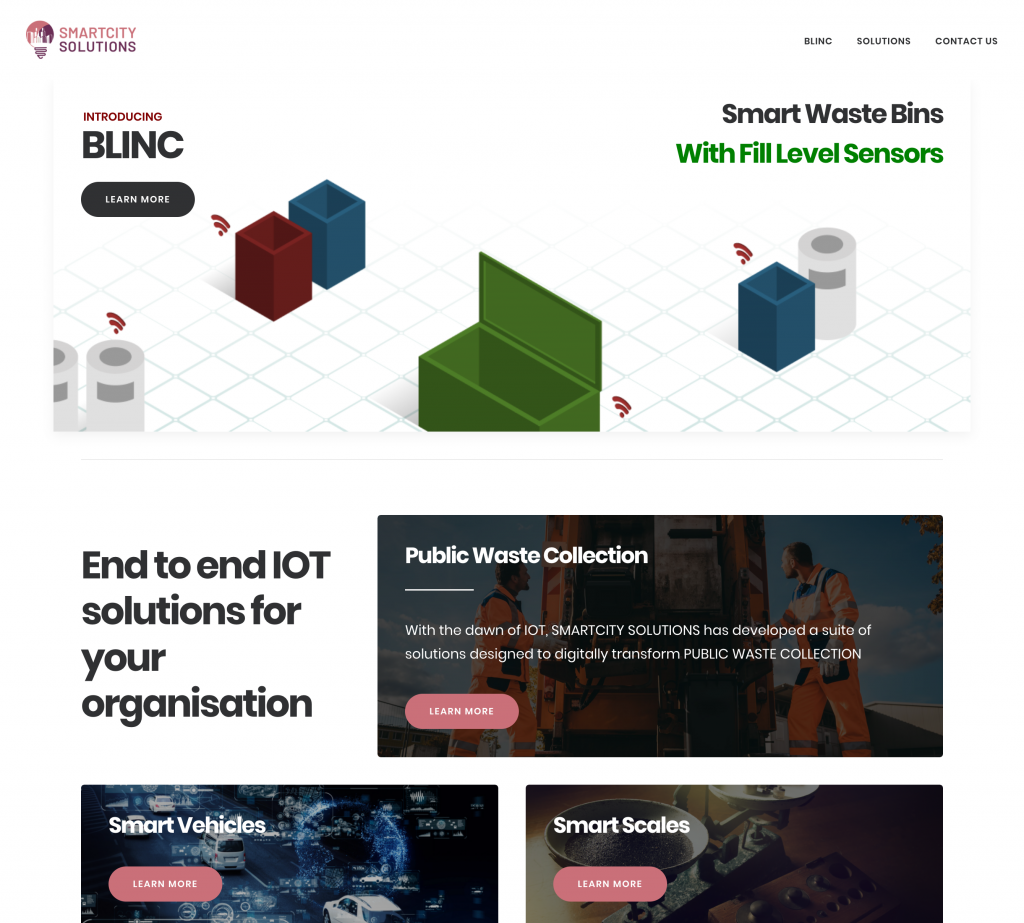 SMARTCITY
SOLUTIONS
BLINC
SOLUTIONS
CONTACT US
INTRODUCING
BLINC
LEARN MORE
Smart Waste Bins
With Fill Level Sensors
End to end IOT
solutions for
your
organisation
Public Waste Collection
With the dawn of IOT, SMARTCITY SOLUTIONS has developed a suite of
solutions designed to digitally transform PUBLIC WASTE COLLECTION
LEARN MORE
Smart Vehicles
LEARN MORE
Smart Scales
LEARN MORE